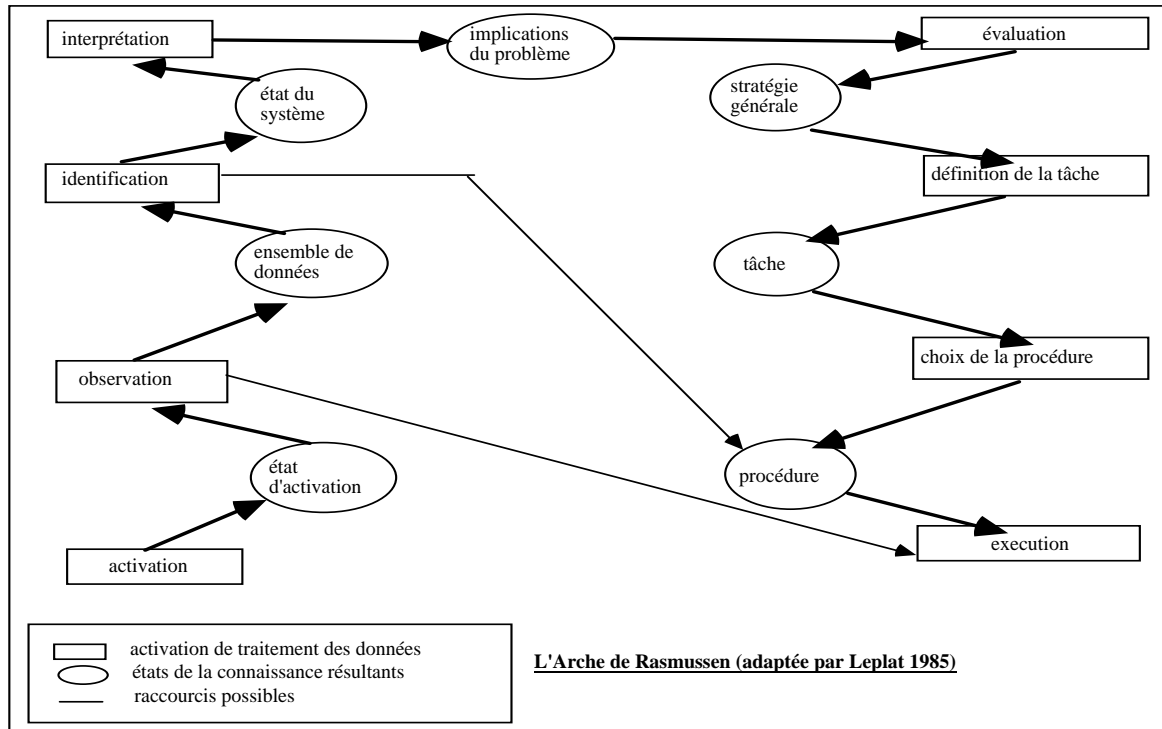 interprétation
implications
du problème
évaluation
état du
système
stratégie
générale
identification
définition de la tâche
ensemble de
données
tâche
observation
choix de la procédure
état
d'activation
procédure
activation
execution
activation de traitement des données
états de la connaissance résultants
raccourcis possibles
L'Arche de Rasmussen (adaptée par Leplat 1985)